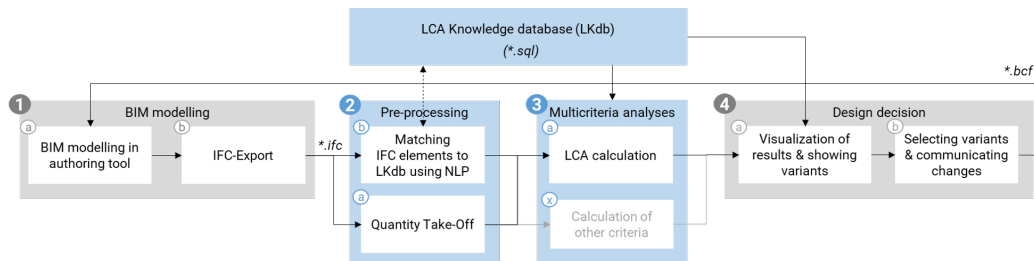 LCA Knowledge database (LKdb)
(*.sql)
*.bcf
1
BIM modelling
a
BIM modelling in
authoring tool
b
IFC-Export
*.ifc
2
Pre-processing
b
Matching
IFC elements to
LKdb using NLP
a
Quantity Take-Off
3
Multicriteria analyses
a
LCA calculation
x
Calculation of
other criteria
4
Design decision
a
Visualization of
results & showing
variants
b
Selecting variants
& communicating
changes